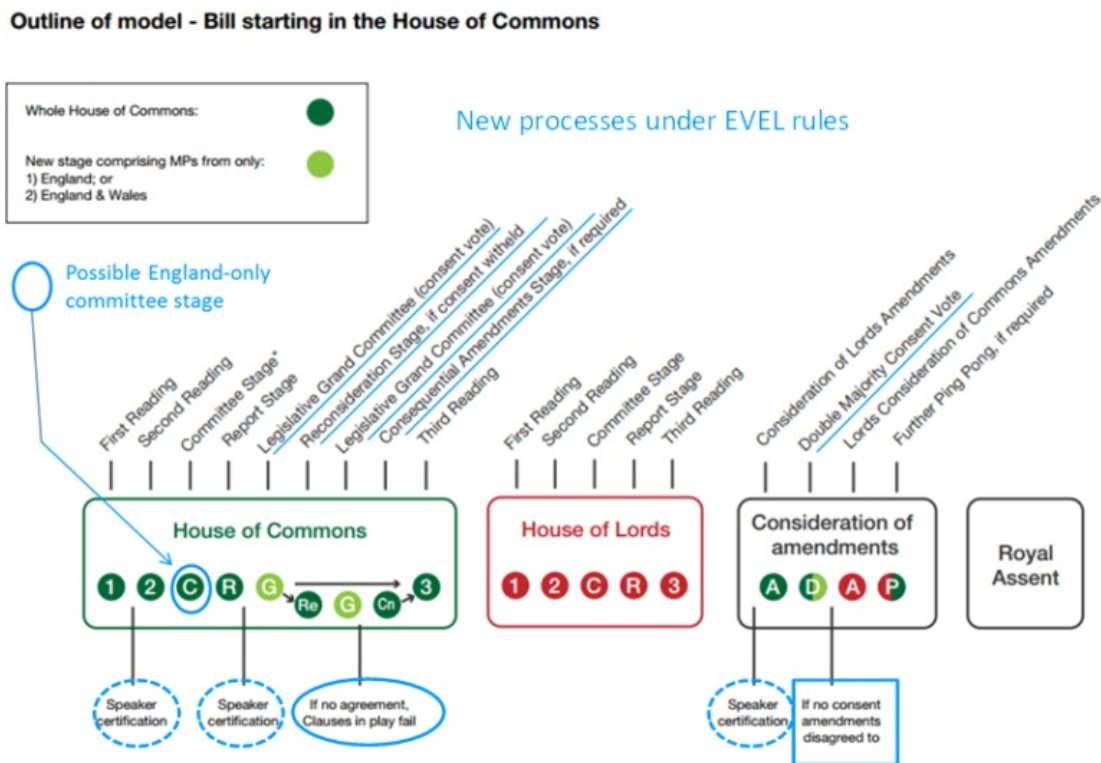 Outline of model - Bill starting in the House of Commons
Whole House of Commons:
New stage comprising MPs from only:
1) England; or
2) England & Wales
New processes under EVEL rules
Possible England-only
committee stage
First Reading
Second Reading
Committee Stage*
Report Stage
Legislative Grand Committee (consent vote)
Reconsideration Stage, if consent witheld
Legislative Grand Committee (consent vote)
Consequential Amendments Stage, if required
Third Reading
First Reading
Second Reading
Committee Stage
Report Stage
Third Reading
Consideration of Lords Amendments
Double Majority Consent Vote
Lords Consideration of Commons Amendments
Further Ping Pong, if required
House of Commons
1 2 C R G Re G Cn 3
House of Lords
1 2 C R 3
Consideration of
amendments
A D A P
Royal
Assent
Speaker
certification
Speaker
certification
If no agreement,
Clauses in play fail
Speaker
certification
If no consent
amendments
disagreed to